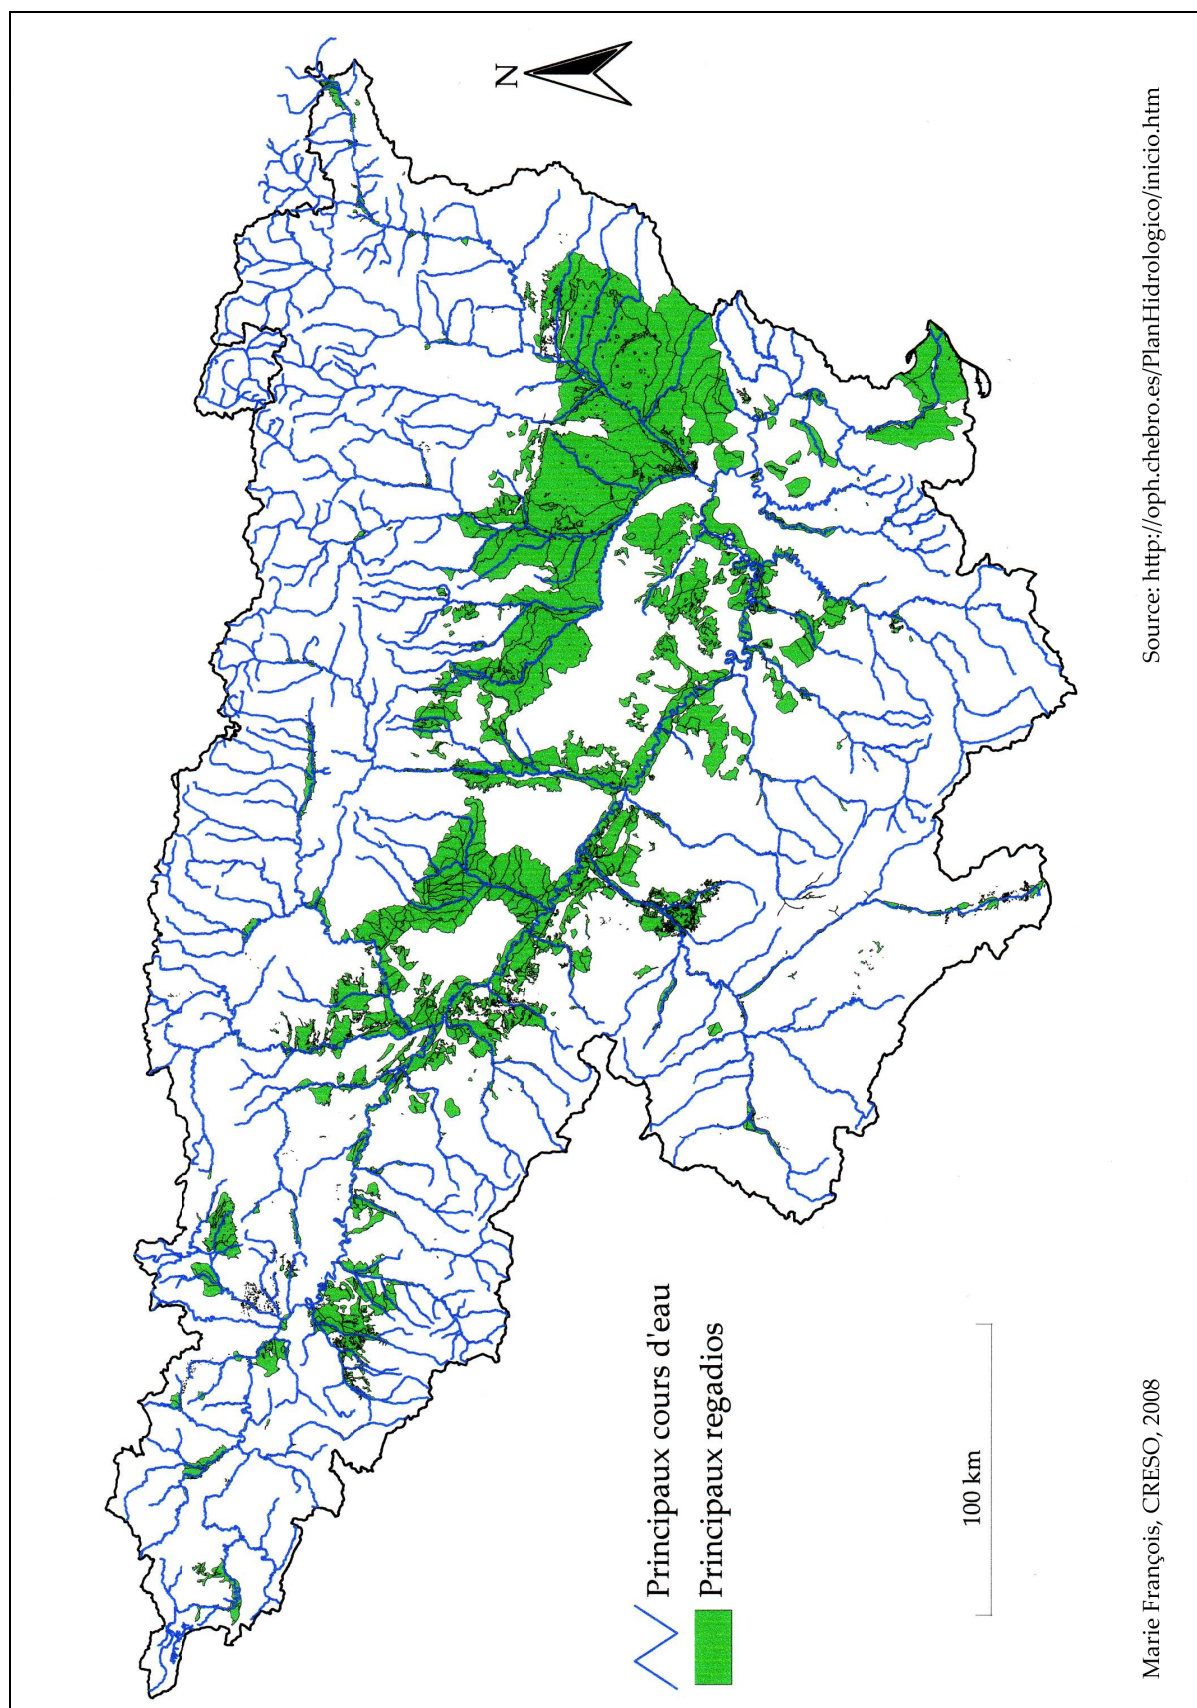 N
Principaux cours d'eau
Principaux regadios
100 km
Marie François, CRESO, 2008
Source: http://oph.chebro.es/PlanHidrologico/inicio.htm